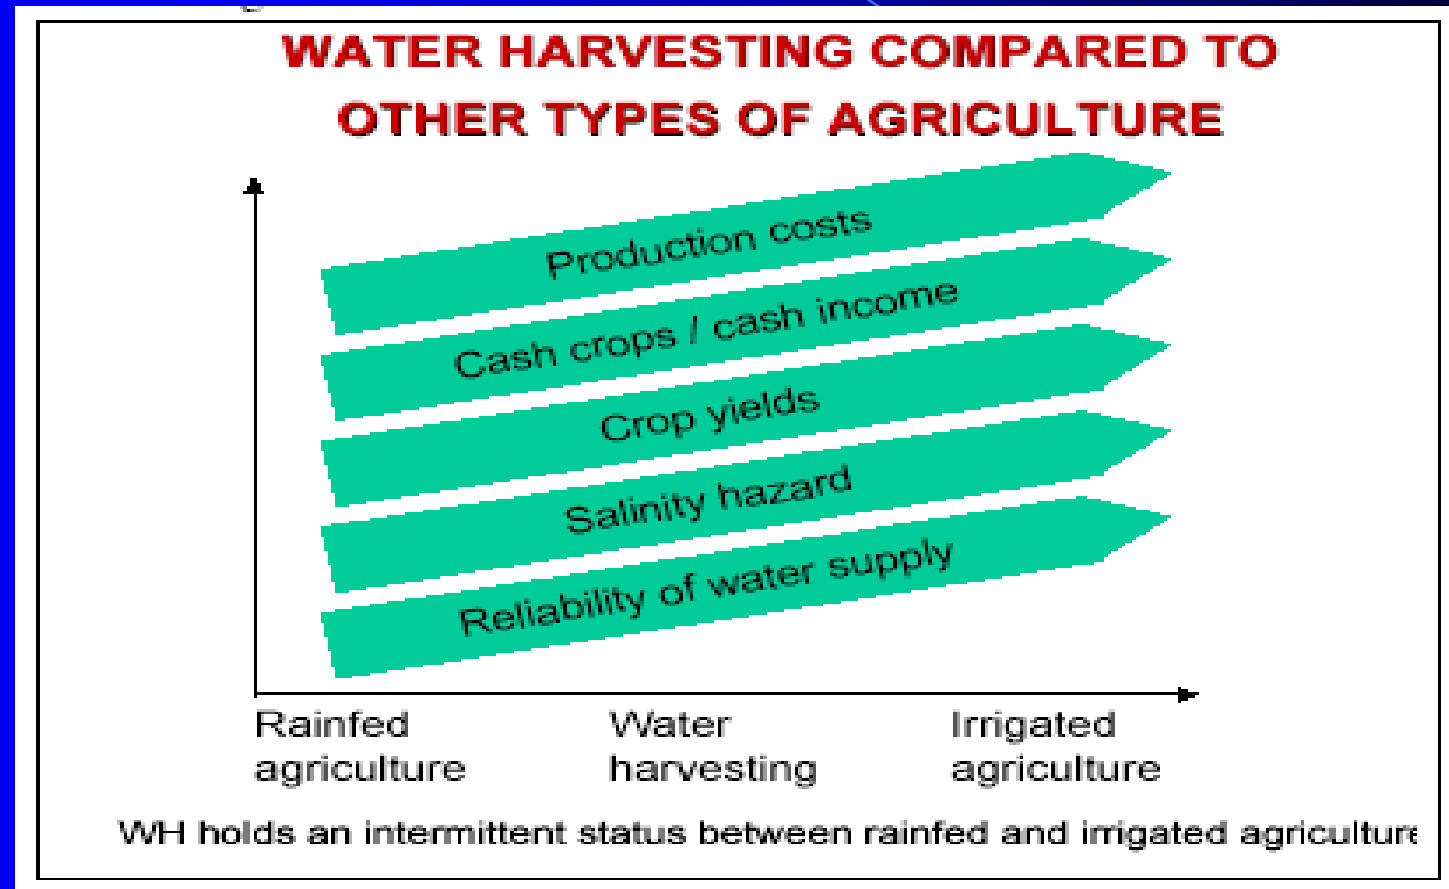 WATER HARVESTING COMPARED TO
OTHER TYPES OF AGRICULTURE
Production costs
Cash crops / cash income
Crop yields
Salinity hazard
Reliability of water supply
Rainfed
agriculture
Water
harvesting
Irrigated
agriculture
WH holds an intermittent status between rainfed and irrigated agriculture